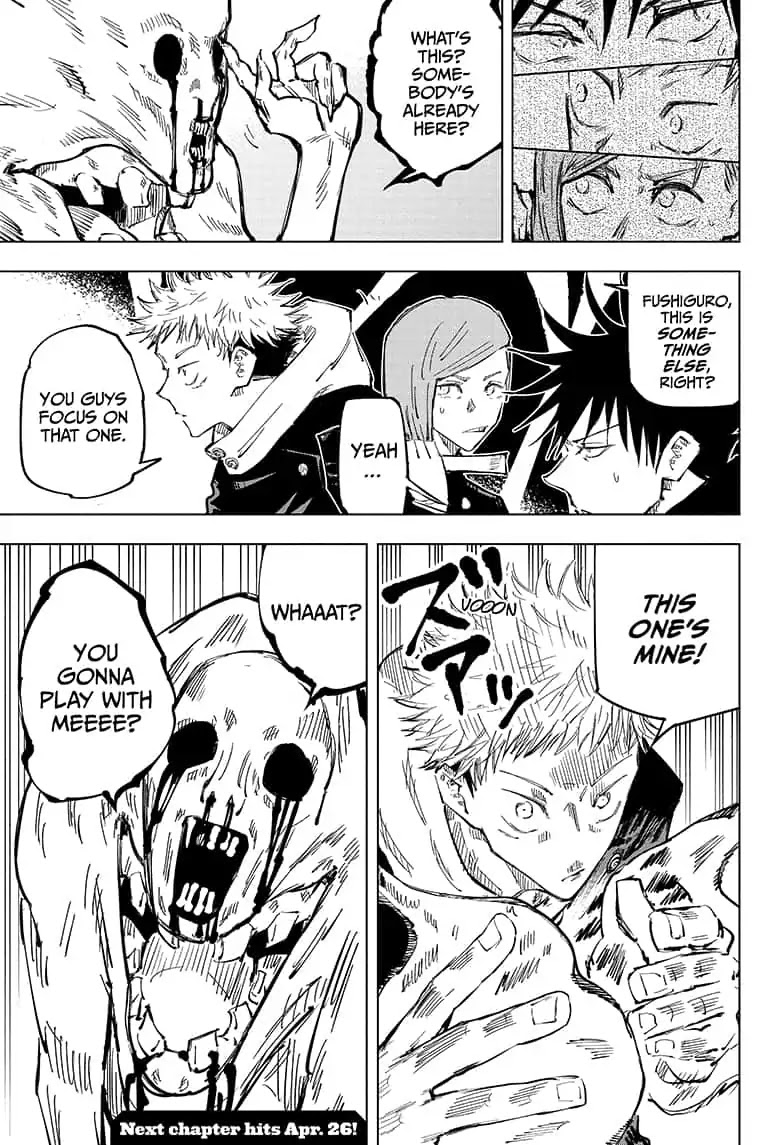 WHAT'S
THIS?
SOME-
BODY'S
ALREADY
HERE?
FUSHIGURO,
THIS IS
SOME-
THING
ELSE,
RIGHT?
YEAH
...
YOU GUYS
FOCUS ON
THAT ONE.
THIS
ONE'S
MINE!
ズズ
アッ
VOOON
WHAAAT?
YOU
GONNA
PLAY WITH
MEEEE?
Next chapter hits Apr. 26!